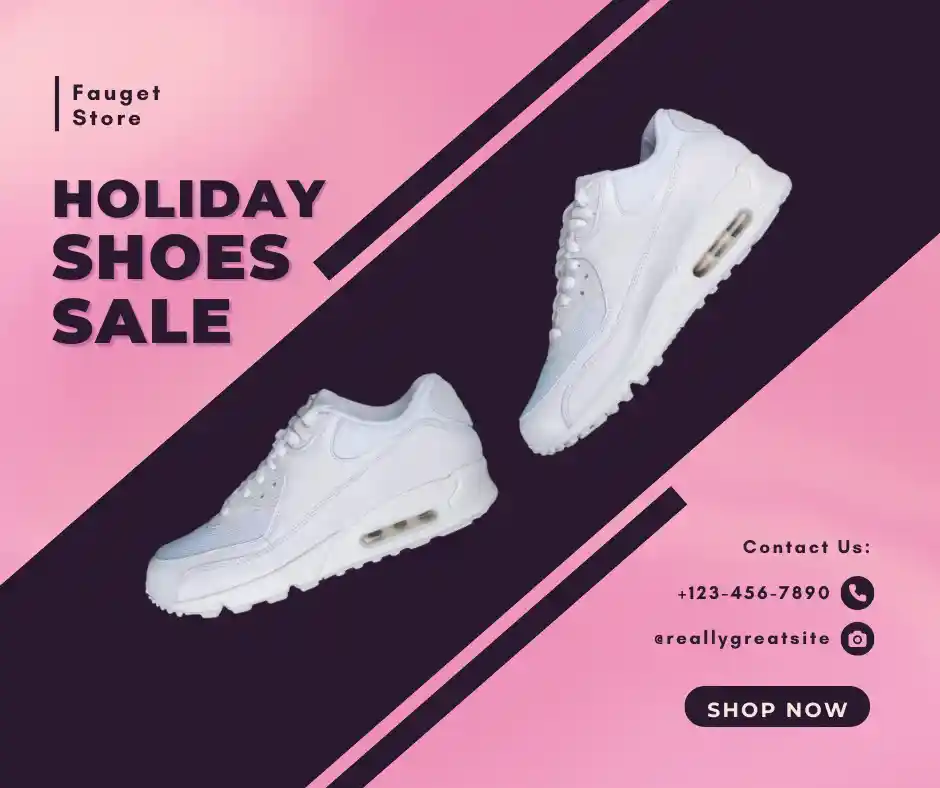 Fauget
Store
HOLIDAY
SHOES
SALE
Contact Us:
+123-456-7890
@reallygreatsite
SHOP NOW